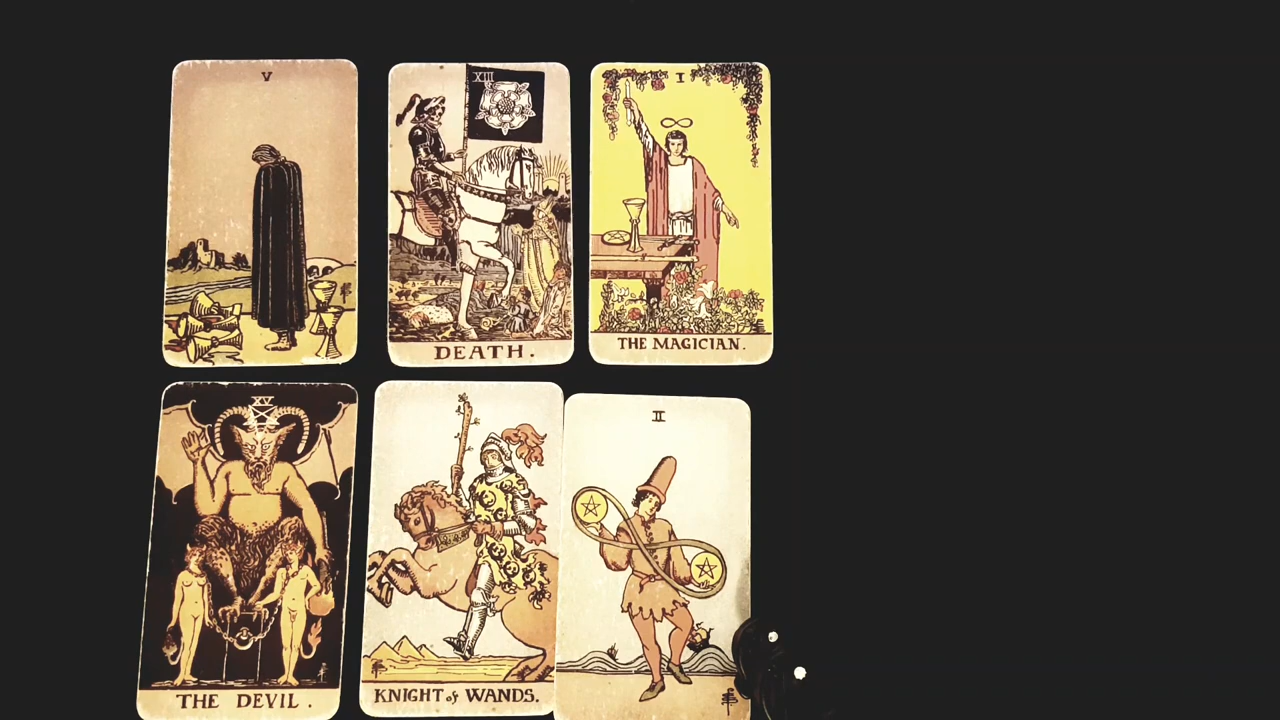 V
XIII
I
DEATH.
THE MAGICIAN.
XV
II
THE DEVIL.
KNIGHT of WANDS.